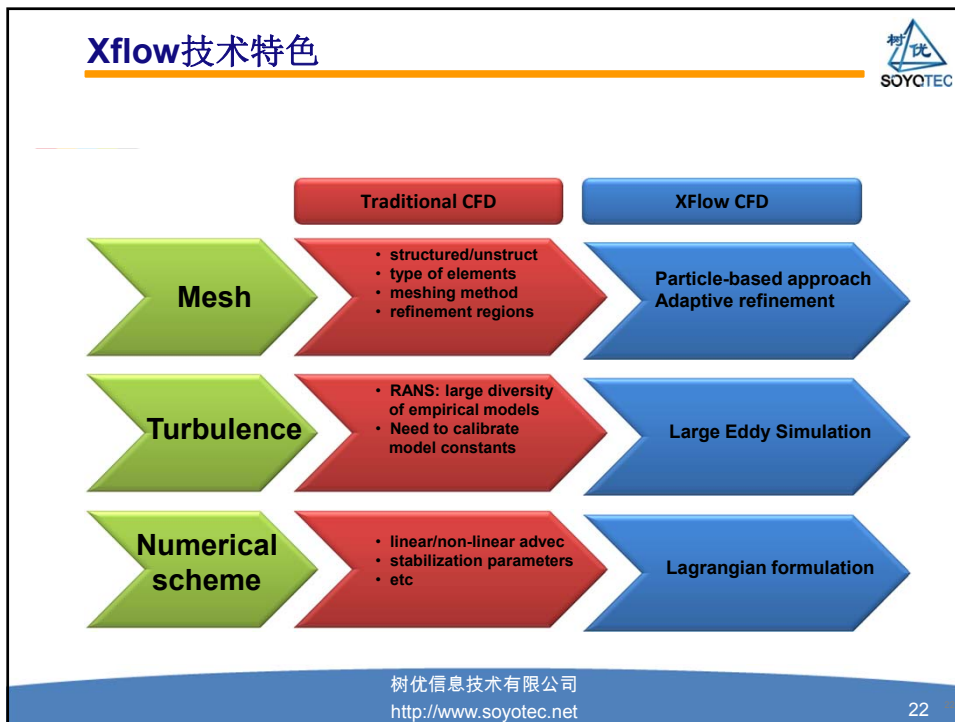 Xflow技术特色
树优
SOYOTEC
Traditional CFD
XFlow CFD
Mesh
• structured/unstruct
• type of elements
• meshing method
• refinement regions
Particle-based approach
Adaptive refinement
Turbulence
• RANS: large diversity
of empirical models
• Need to calibrate
model constants
Large Eddy Simulation
Numerical
scheme
• linear/non-linear advec
• stabilization parameters
• etc
Lagrangian formulation
树优信息技术有限公司
http://www.soyotec.net
22